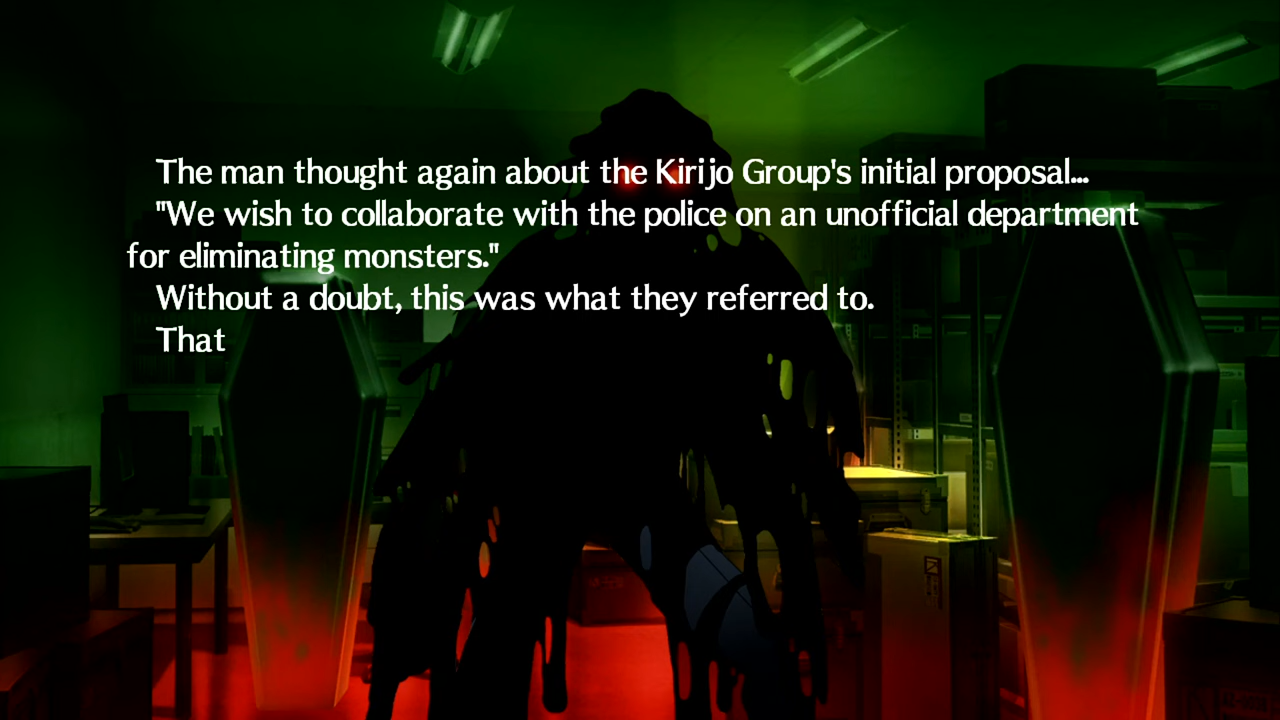 The man thought again about the Kirijo Group's initial proposal...
"We wish to collaborate with the police on an unofficial department
for eliminating monsters."
Without a doubt, this was what they referred to.
That